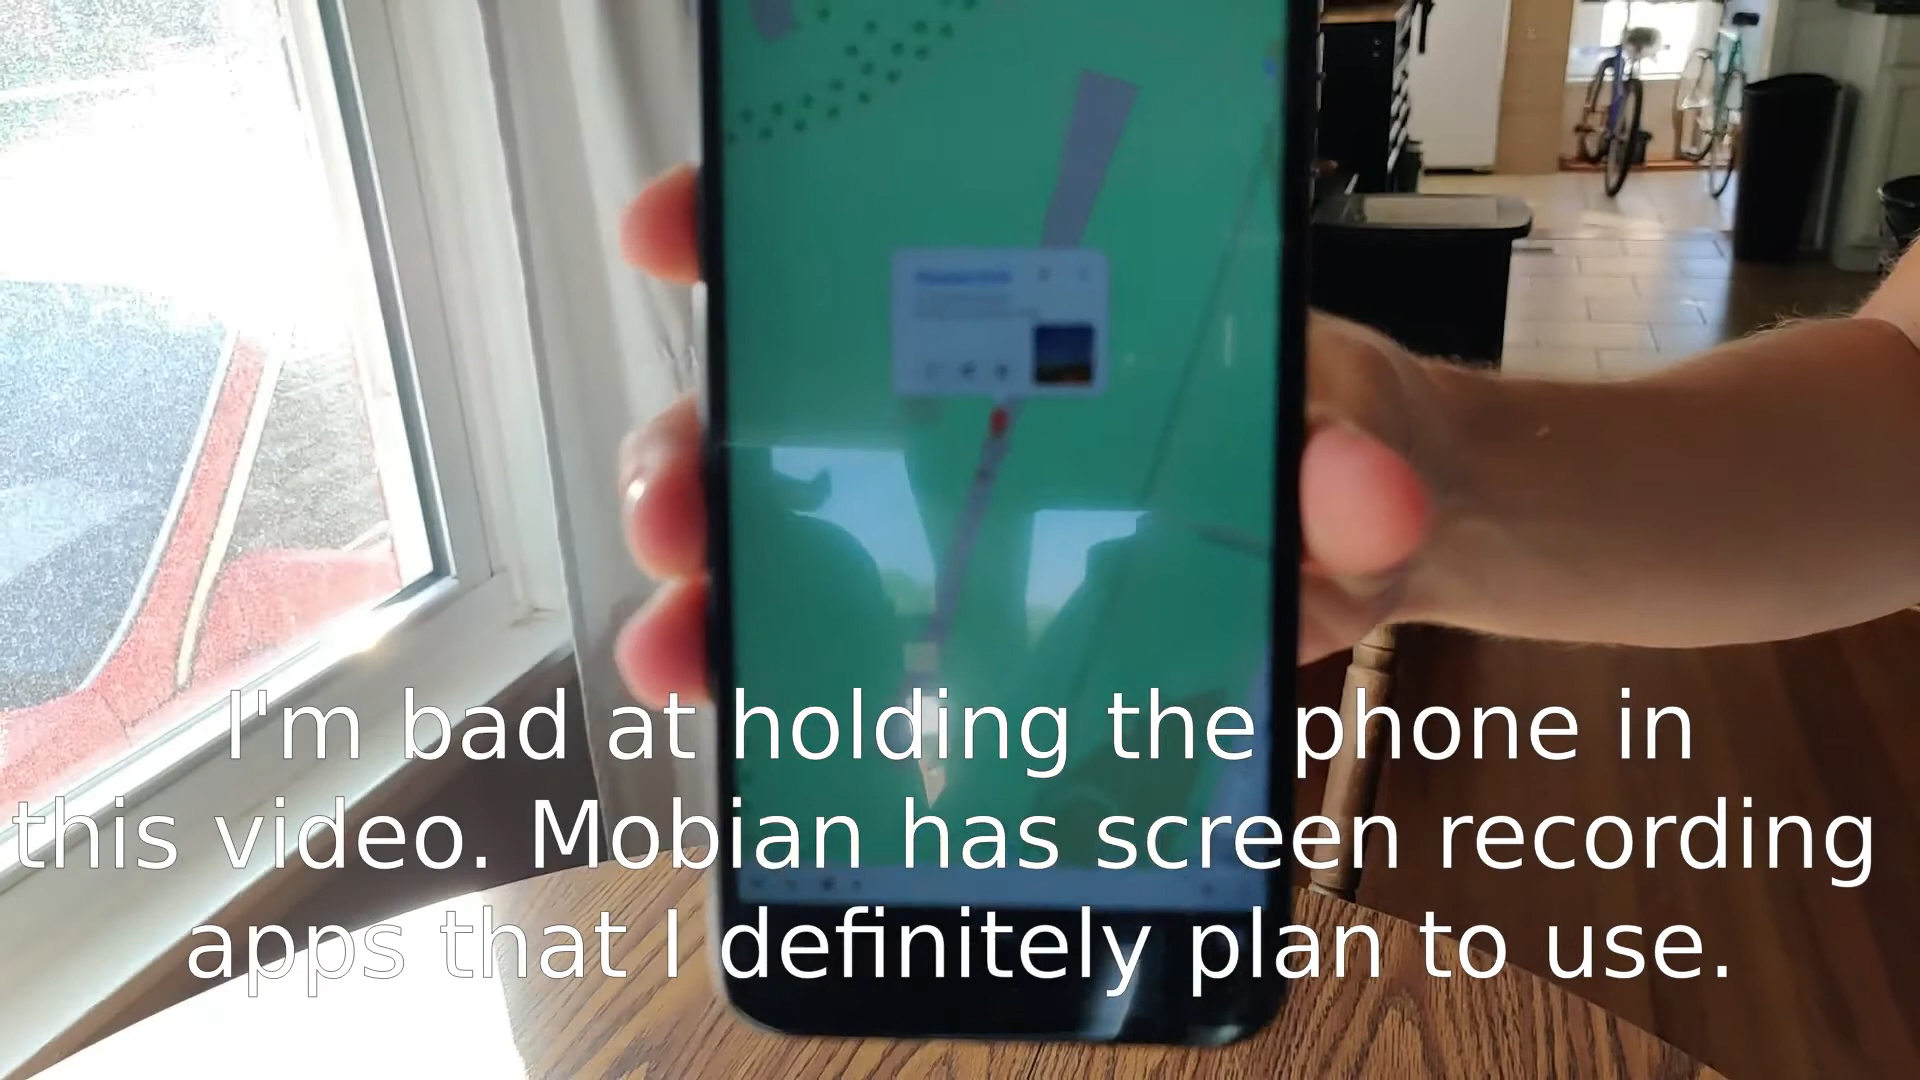 I'm bad at holding the phone in
this video. Mobian has screen recording
apps that I definitely plan to use.